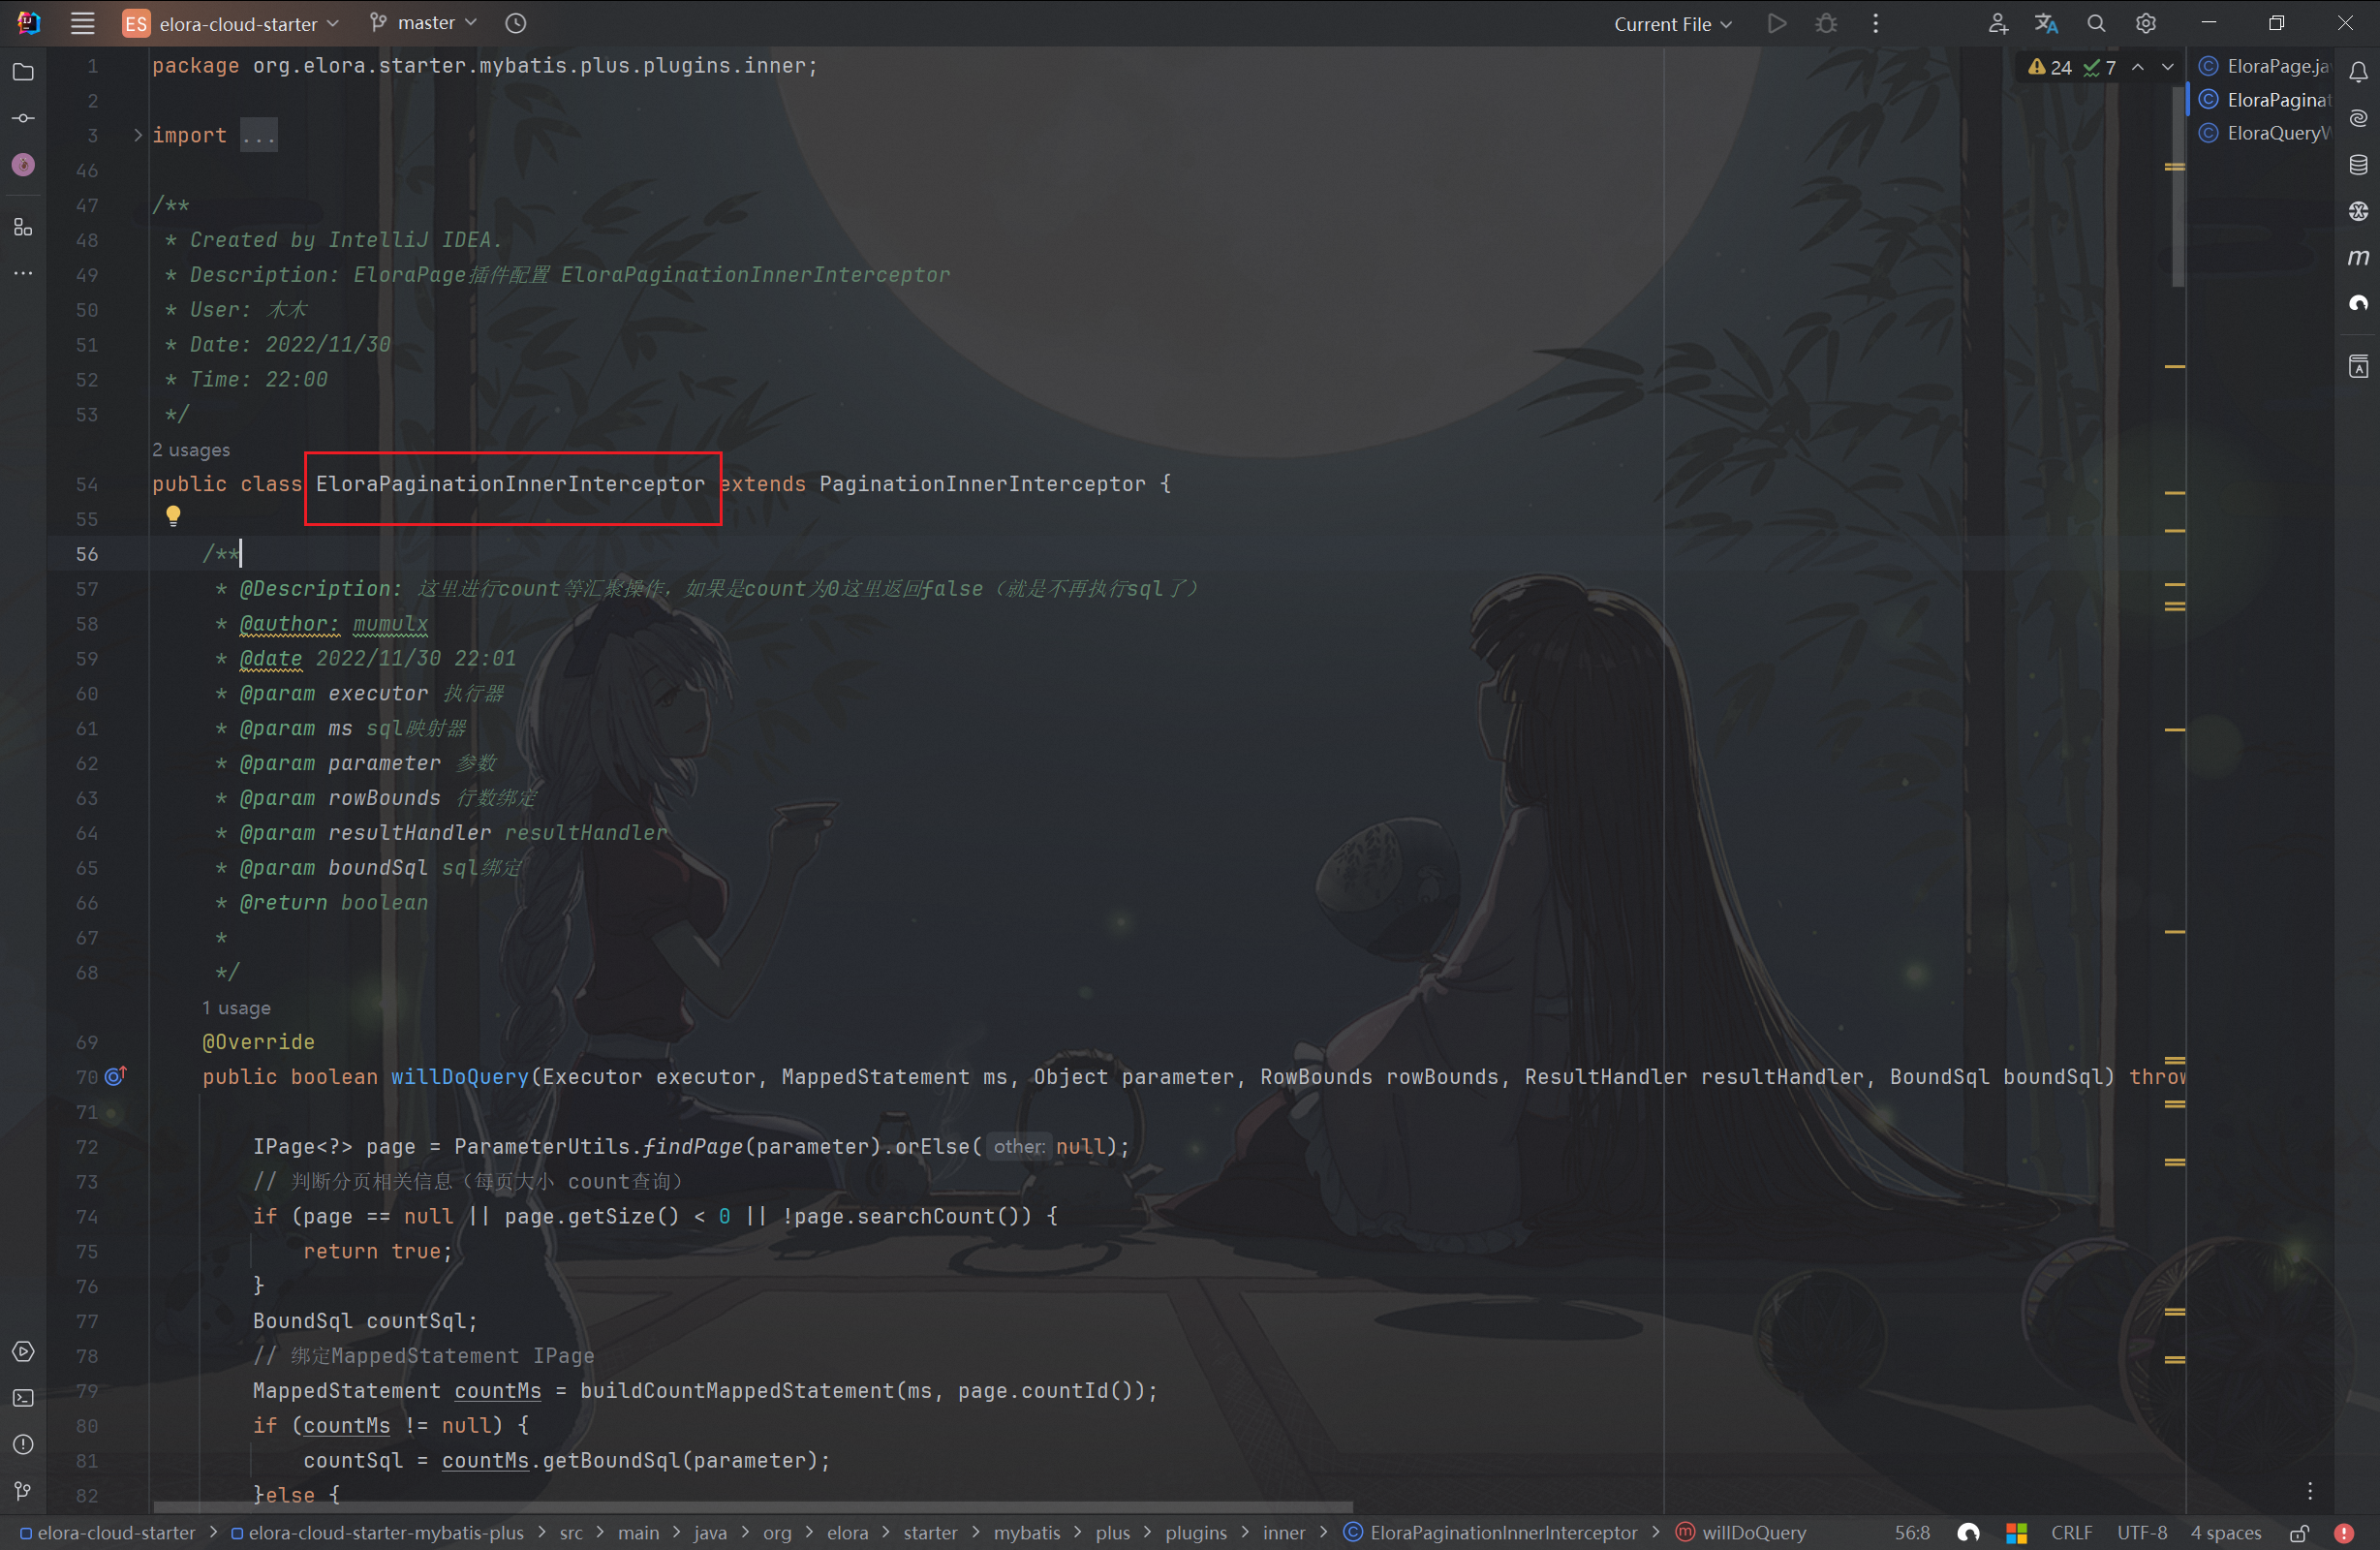 ES elora-cloud-starter master Current File
1 package org.elora.starter.mybatis.plus.plugins.inner; 24 7
2
3 import ...
46
47 /**
48 * Created by IntelliJ IDEA.
49 * Description: EloraPage插件配置 EloraPaginationInnerInterceptor
50 * User: 木木
51 * Date: 2022/11/30
52 * Time: 22:00
53 */
2 usages
54 public class EloraPaginationInnerInterceptor extends PaginationInnerInterceptor {
55
56 /**
57 * @Description: 这里进行count等汇聚操作，如果是count为0这里返回false（就是不再执行sql了）
58 * @author: mumulx
59 * @date 2022/11/30 22:01
60 * @param executor 执行器
61 * @param ms sql映射器
62 * @param parameter 参数
63 * @param rowBounds 行数绑定
64 * @param resultHandler resultHandler
65 * @param boundSql sql绑定
66 * @return boolean
67 *
68 */
1 usage
69 @Override
70 public boolean willDoQuery(Executor executor, MappedStatement ms, Object parameter, RowBounds rowBounds, ResultHandler resultHandler, BoundSql boundSql) throw
71
72 IPage<?> page = ParameterUtils.findPage(parameter).orElse( other: null);
73 // 判断分页相关信息（每页大小 count查询）
74 if (page == null || page.getSize() < 0 || !page.searchCount()) {
75 return true;
76 }
77 BoundSql countSql;
78 // 绑定MappedStatement IPage
79 MappedStatement countMs = buildCountMappedStatement(ms, page.countId());
80 if (countMs != null) {
81 countSql = countMs.getBoundSql(parameter);
82 }else {
EloraPage.ja
EloraPaginat
EloraQueryW
elora-cloud-starter > elora-cloud-starter-mybatis-plus > src > main > java > org > elora > starter > mybatis > plus > plugins > inner > EloraPaginationInnerInterceptor > willDoQuery 56:8 CRLF UTF-8 4 spaces